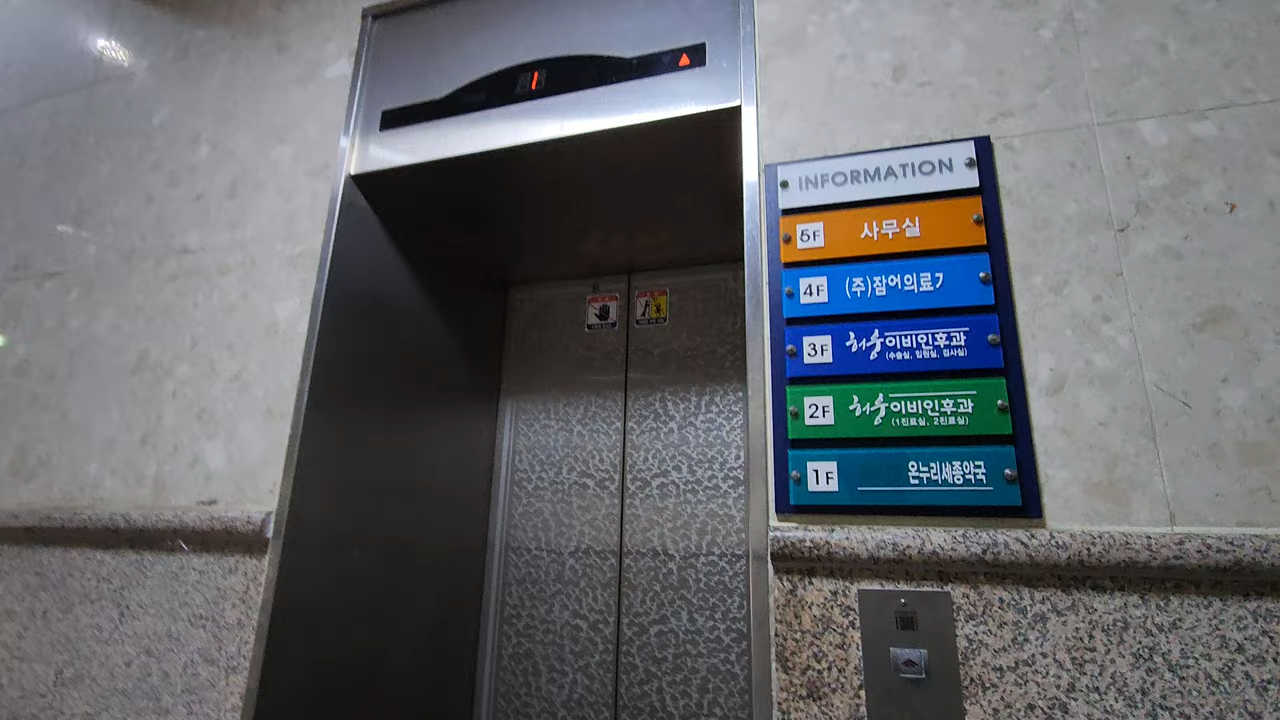 1
INFORMATION
5F 사무실
4F (주)잠어의료기
3F 허웅이비인후과
(수술실, 입원실, 검사실)
2F 허웅이비인후과
(1진료실, 2진료실)
1F 온누리세종약국